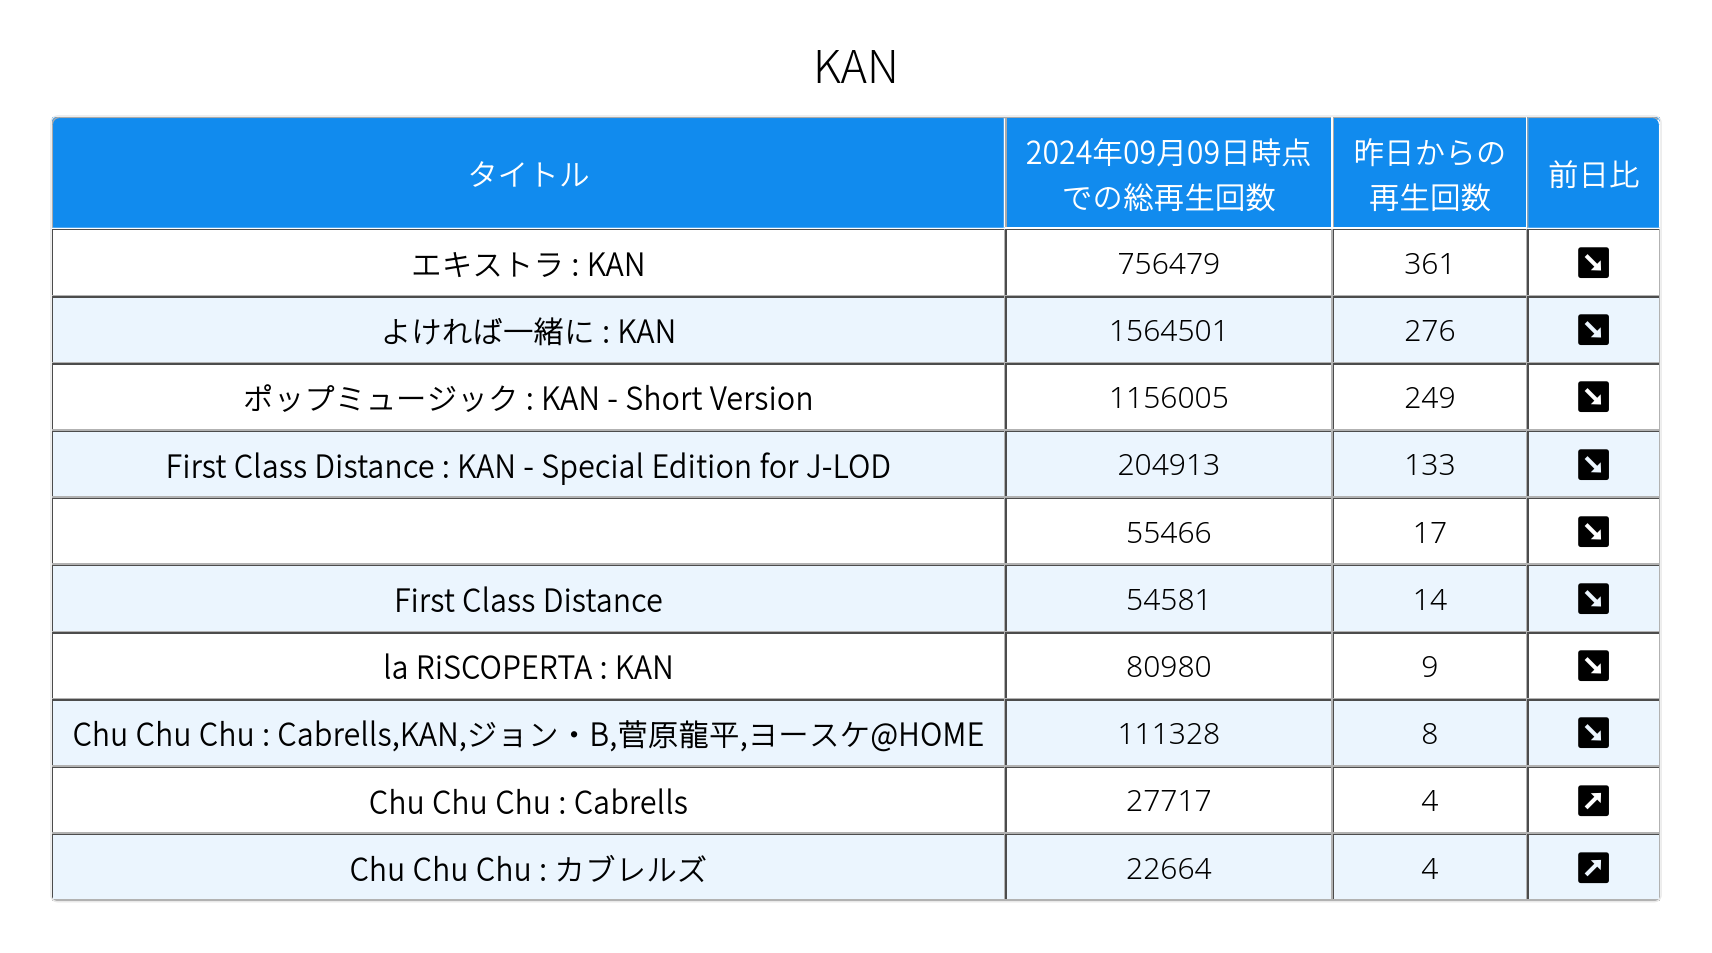 KAN
タイトル 2024年09月09日時点での総再生回数 昨日からの再生回数 前日比
エキストラ : KAN 756479 361
よければ一緒に : KAN 1564501 276
ポップミュージック : KAN - Short Version 1156005 249
First Class Distance : KAN - Special Edition for J-LOD 204913 133
55466 17
First Class Distance 54581 14
la RiSCOPERTA : KAN 80980 9
Chu Chu Chu : Cabrells,KAN,ジョン・B,菅原龍平,ヨースケ@HOME 111328 8
Chu Chu Chu : Cabrells 27717 4
Chu Chu Chu : カブレルズ 22664 4